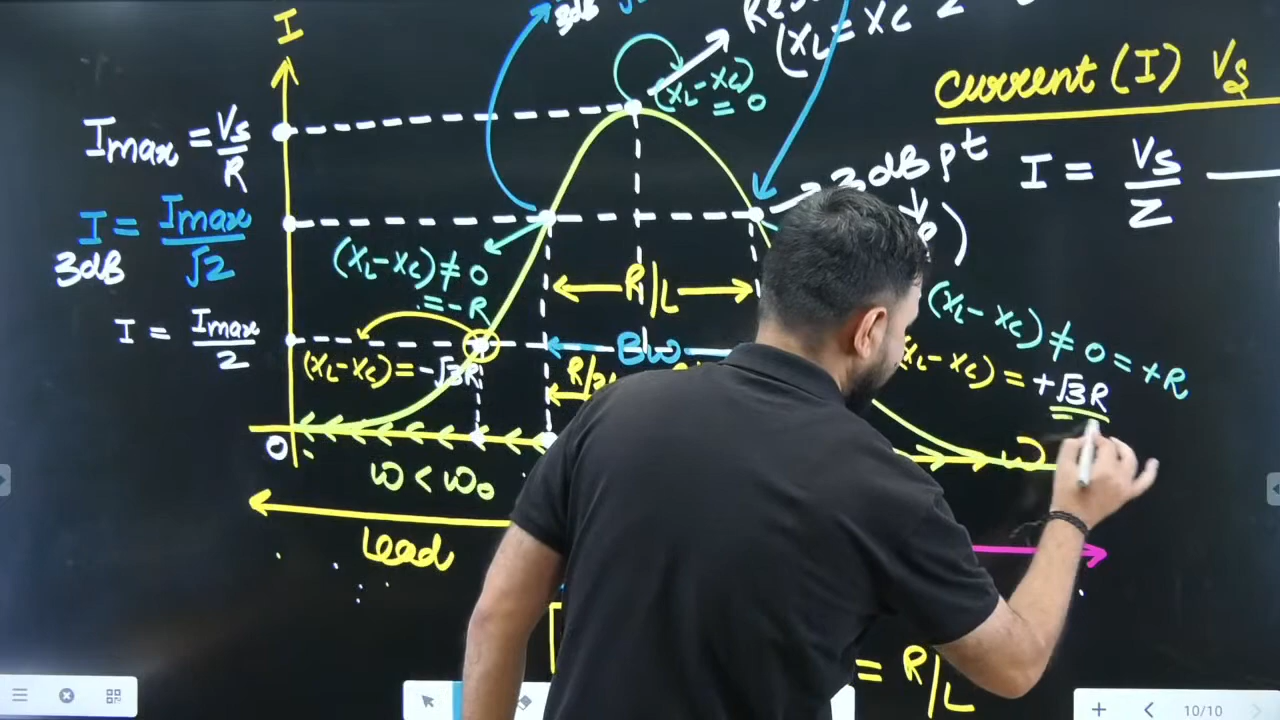 I
3dB
(XL=XC
current (I) Vs
(XL-XC)
= 0
Imax = Vs/R
3dB pt
I = Vs/Z
I = Imax/√2
3dB
(XL-XC) ≠ 0
= -R
R/L
(XL-XC) ≠ 0 = +R
I = Imax/2
BW
(XL-XC) = -√3R
(XL-XC) = +√3R
0
ω
ω < ω0
Lead
= R/L
10/10